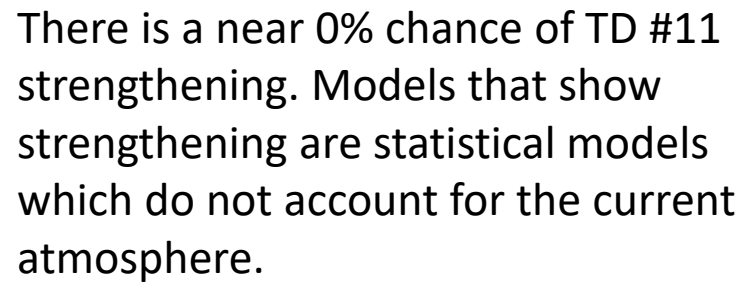 There is a near 0% chance of TD #11
strengthening. Models that show
strengthening are statistical models
which do not account for the current
atmosphere.